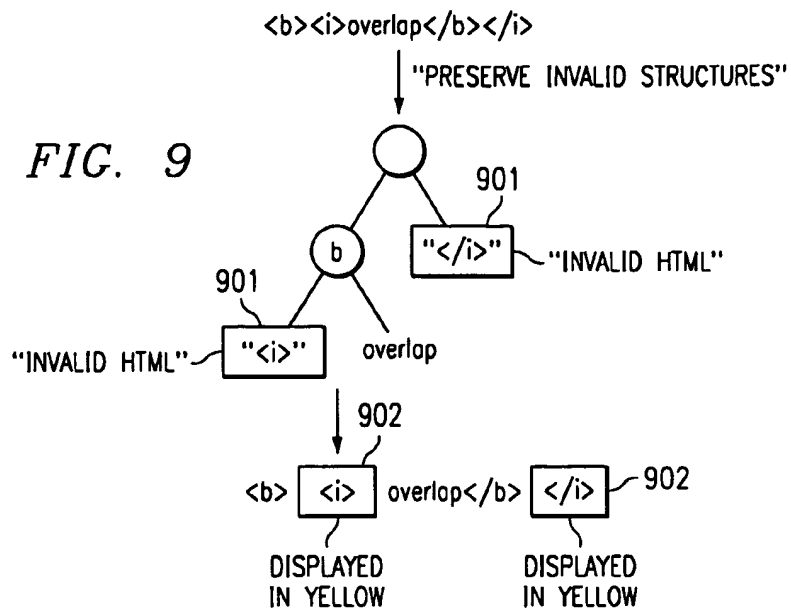 <b><i>overlap</b></i>
"PRESERVE INVALID STRUCTURES"
FIG. 9
901
b
"</i>"
"INVALID HTML"
901
"INVALID HTML"
"<i>"
overlap
902
<b> <i> overlap</b> </i> 902
DISPLAYED IN YELLOW
DISPLAYED IN YELLOW